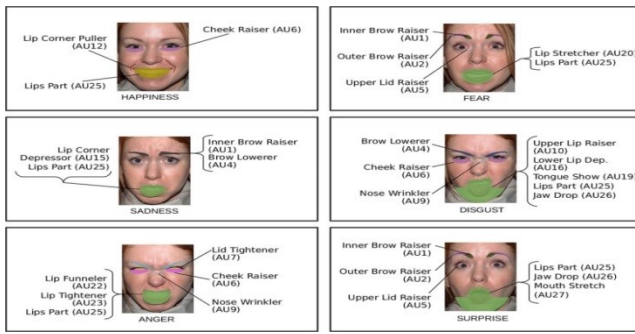 Lip Corner Puller
(AU12)
Cheek Raiser (AU6)
Lips Part (AU25)
HAPPINESS
Inner Brow Raiser
(AU1)
Outer Brow Raiser
(AU2)
Upper Lid Raiser
(AU5)
Lip Stretcher (AU20)
Lips Part (AU25)
FEAR
Lip Corner
Depressor (AU15)
Lips Part (AU25)
Inner Brow Raiser
(AU1)
Brow Lowerer
(AU4)
SADNESS
Brow Lowerer
(AU4)
Cheek Raiser
(AU6)
Nose Wrinkler
(AU9)
Upper Lip Raiser
(AU10)
Lower Lip Dep.
(AU16)
Tongue Show (AU19)
Lips Part (AU25)
Jaw Drop (AU26)
DISGUST
Lip Funneler
(AU22)
Lip Tightener
(AU23)
Lips Part (AU25)
Lid Tightener
(AU7)
Cheek Raiser
(AU6)
Nose Wrinkler
(AU9)
ANGER
Inner Brow Raiser
(AU1)
Outer Brow Raiser
(AU2)
Upper Lid Raiser
(AU5)
Lips Part (AU25)
Jaw Drop (AU26)
Mouth Stretch
(AU27)
SURPRISE